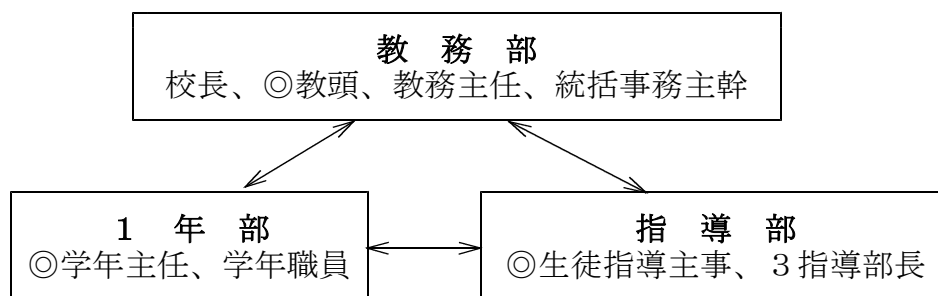 教　務　部
校長、◎教頭、教務主任、統括事務主幹
１　年　部
◎学年主任、学年職員
指　導　部
◎生徒指導主事、３指導部長